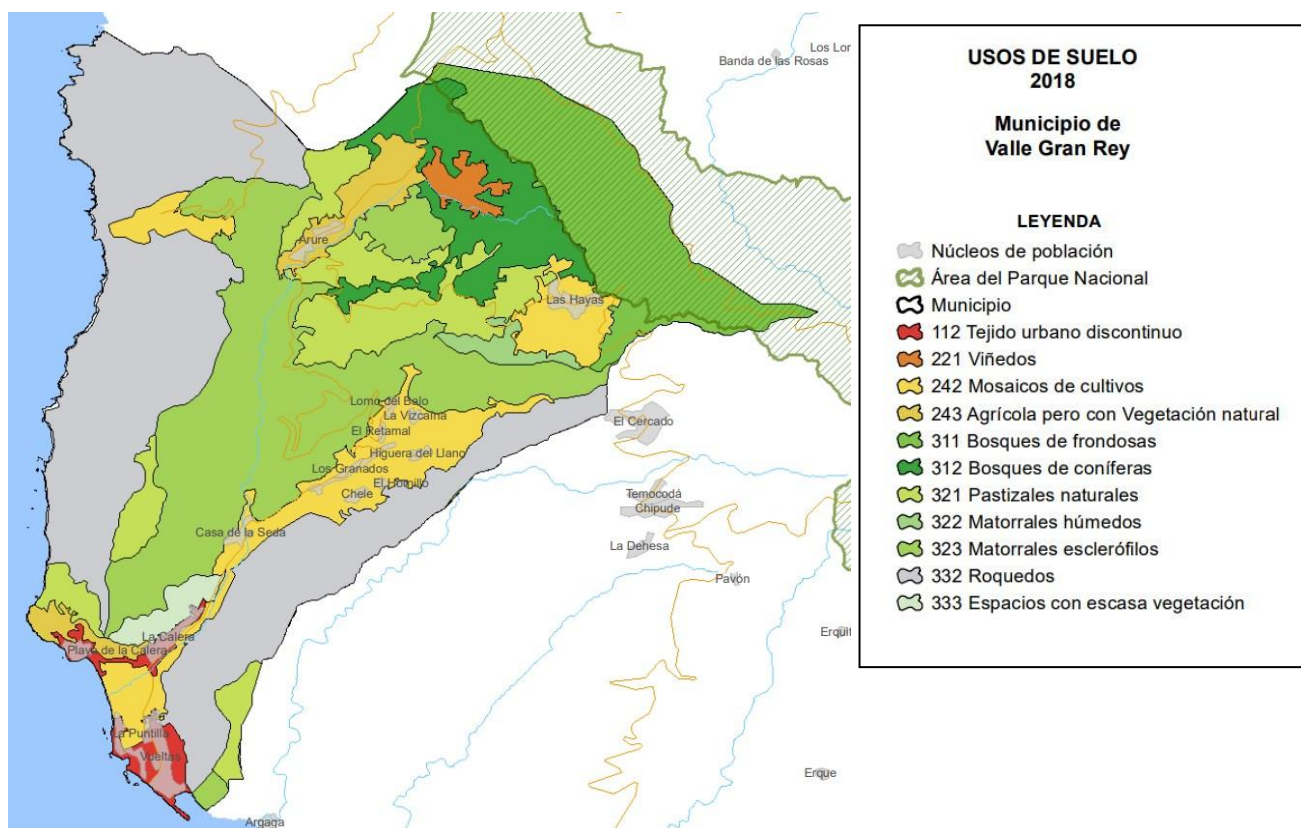 Los Lor
Banda de las Rosas
Arure
Las Hayas
Lomo del Balo
La Vizcaína
El Retamal
El Cercado
Higuera del Llano
Los Granados
El Hornillo
Chele
Temocodá
Chipude
Casa de la Seda
La Dehesa
Pavón
La Calera
Playa de la Calera
Erquit
La Puntilla
Vueltas
Erque
Argaga
USOS DE SUELO
2018
Municipio de
Valle Gran Rey
LEYENDA
Núcleos de población
Área del Parque Nacional
Municipio
112 Tejido urbano discontinuo
221 Viñedos
242 Mosaicos de cultivos
243 Agrícola pero con Vegetación natural
311 Bosques de frondosas
312 Bosques de coníferas
321 Pastizales naturales
322 Matorrales húmedos
323 Matorrales esclerófilos
332 Roquedos
333 Espacios con escasa vegetación